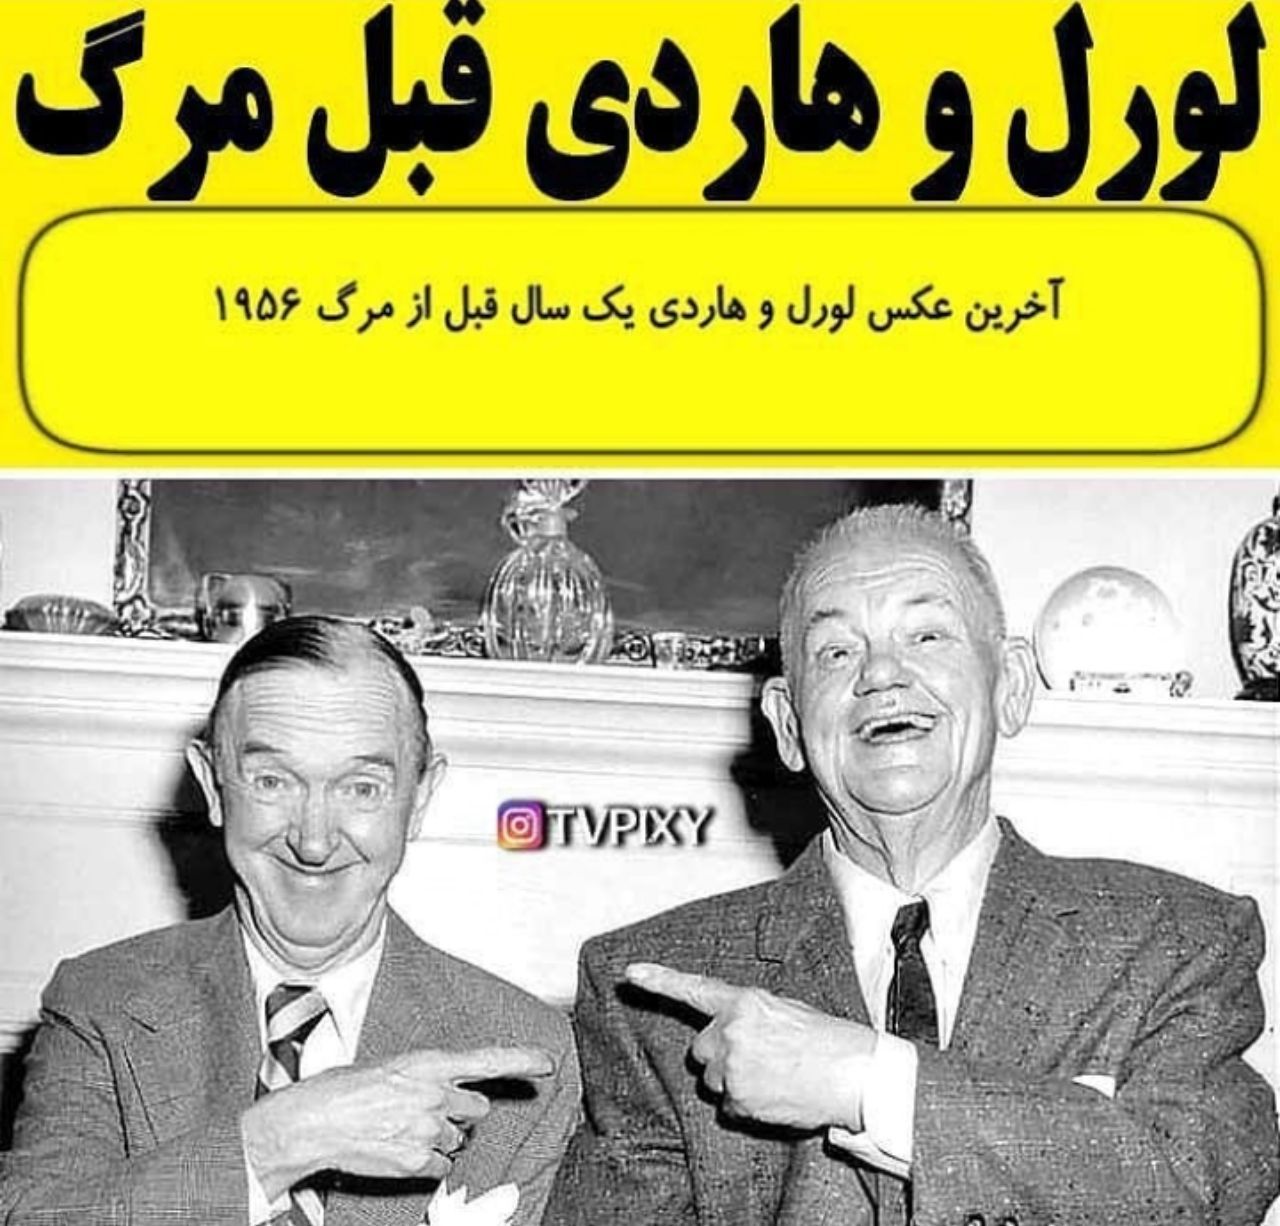 لورل و هاردی قبل مرگ
آخرین عکس لورل و هاردی یک سال قبل از مرگ ۱۹۵۶
TVPIXY